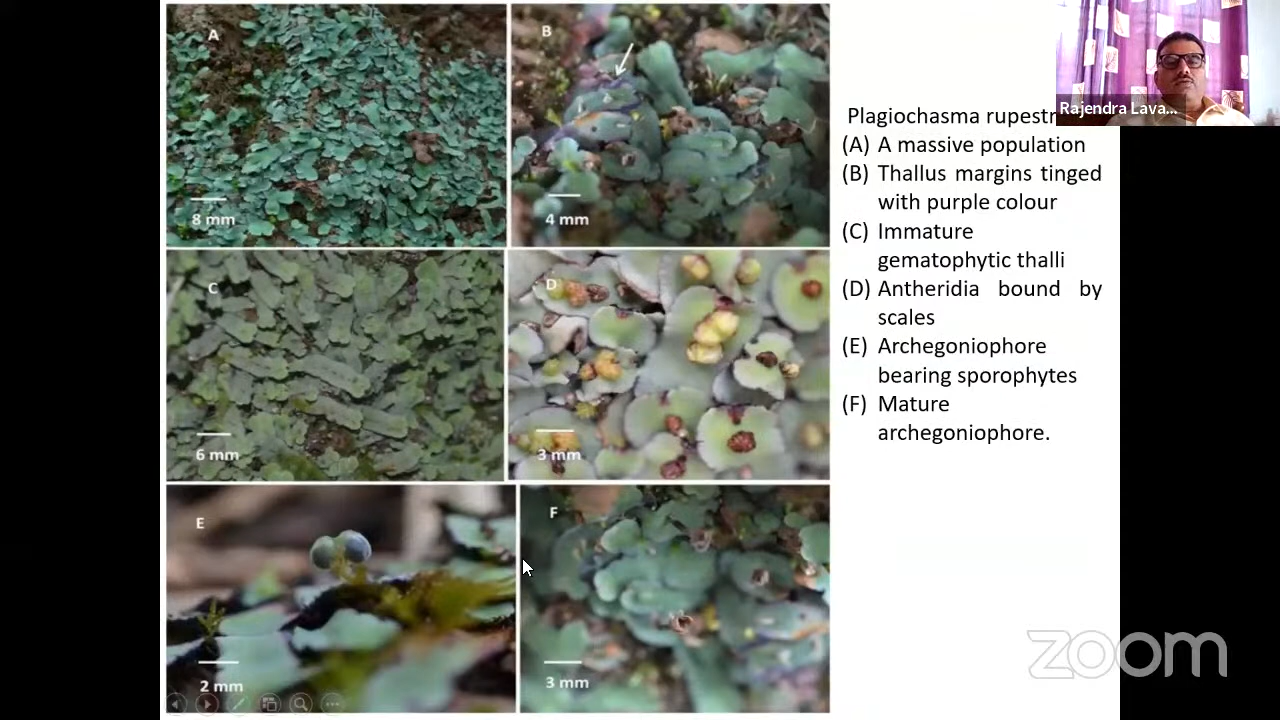 A
B
8 mm
4 mm
C
D
6 mm
3 mm
E
F
2 mm
3 mm
Rajendra Lava...
Plagiochasma
(A) A massive population
(B) Thallus margins tinged
with purple colour
(C) Immature
gematophytic thalli
(D) Antheridia bound by
scales
(E) Archegoniophore
bearing sporophytes
(F) Mature
archegoniophore.
zoom